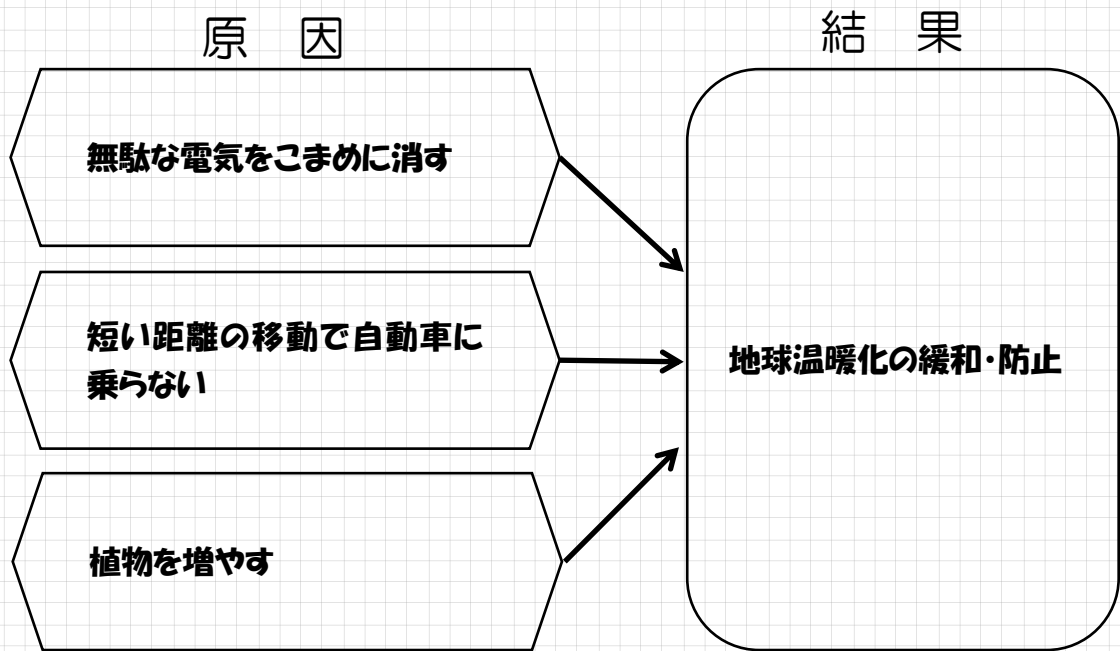 原　因
結　果
無駄な電気をこまめに消す
短い距離の移動で自動車に
乗らない
地球温暖化の緩和・防止
植物を増やす